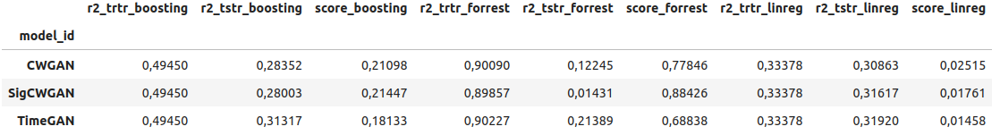 r2_trtr_boosting r2_tstr_boosting score_boosting r2_trtr_forrest r2_tstr_forrest score_forrest r2_trtr_linreg r2_tstr_linreg score_linreg
model_id
CWGAN 0,49450 0,28352 0,21098 0,90090 0,12245 0,77846 0,33378 0,30863 0,02515
SigCWGAN 0,49450 0,28003 0,21447 0,89857 0,01431 0,88426 0,33378 0,31617 0,01761
TimeGAN 0,49450 0,31317 0,18133 0,90227 0,21389 0,68838 0,33378 0,31920 0,01458